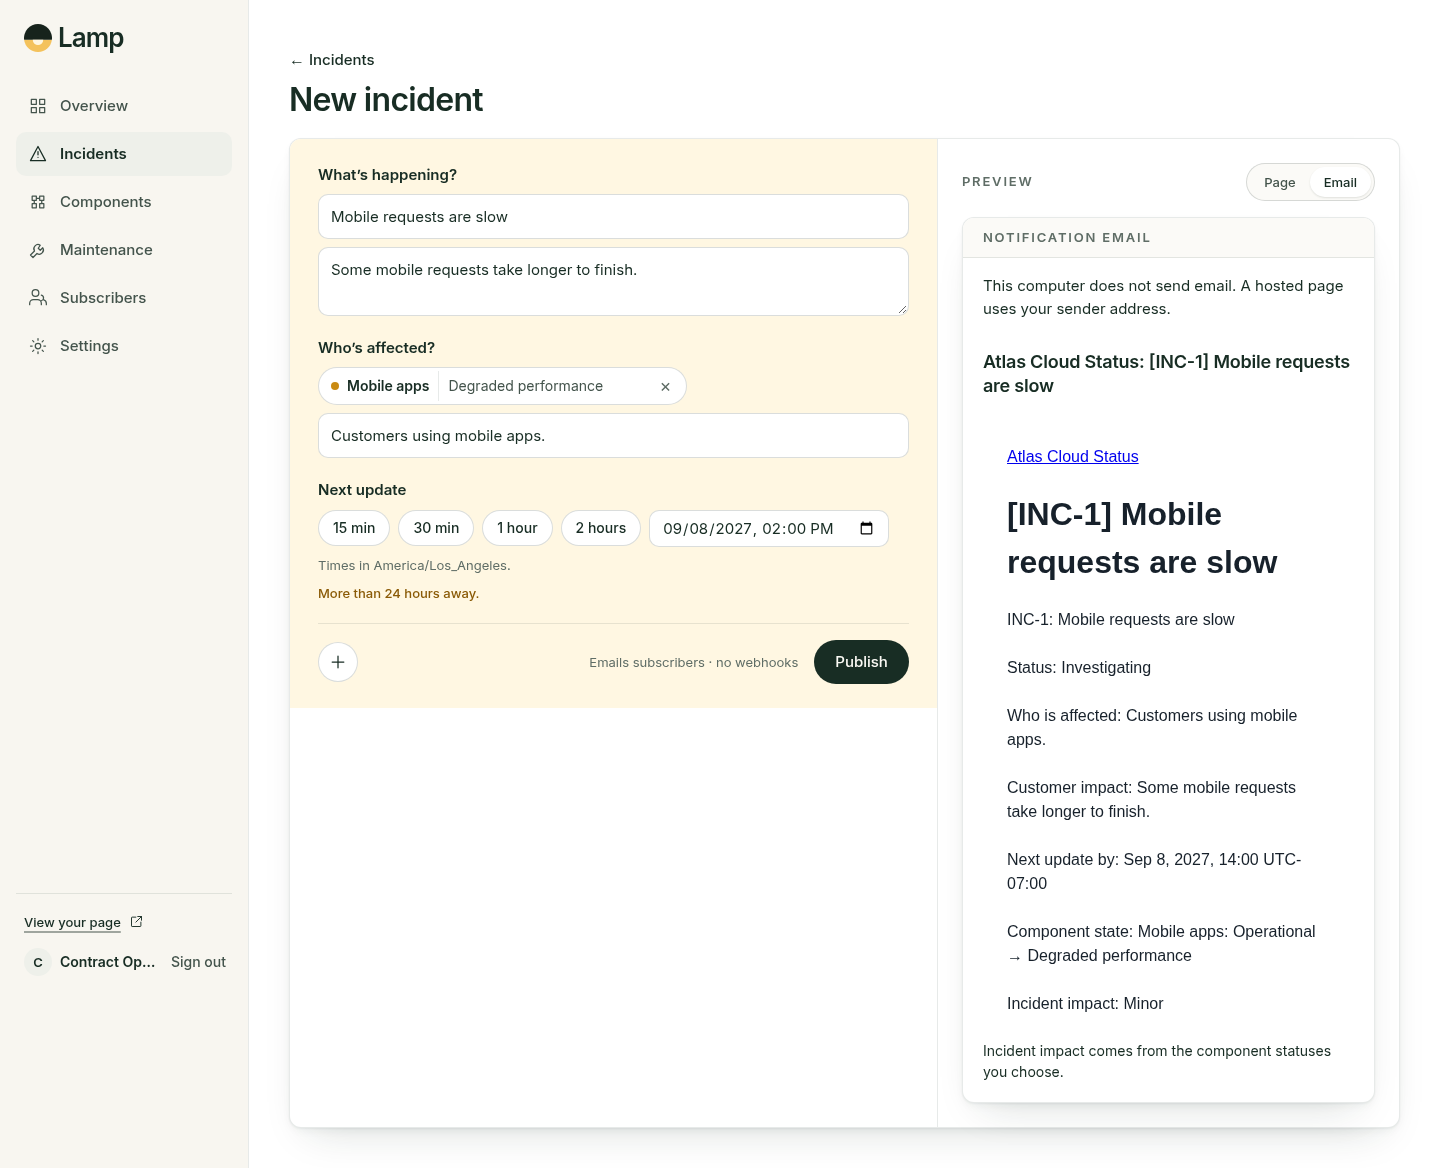 Lamp
Overview
Incidents
Components
Maintenance
Subscribers
Settings
View your page
C
Contract Op...
Sign out
← Incidents
New incident
What's happening?
Mobile requests are slow
Some mobile requests take longer to finish.
Who's affected?
Mobile apps
Degraded performance
×
Customers using mobile apps.
Next update
15 min
30 min
1 hour
2 hours
09/08/2027, 02:00 PM
Times in America/Los_Angeles.
More than 24 hours away.
Emails subscribers · no webhooks
Publish
PREVIEW
Page
Email
NOTIFICATION EMAIL
This computer does not send email. A hosted page
uses your sender address.
Atlas Cloud Status: [INC-1] Mobile requests
are slow
Atlas Cloud Status
[INC-1] Mobile
requests are slow
INC-1: Mobile requests are slow
Status: Investigating
Who is affected: Customers using mobile
apps.
Customer impact: Some mobile requests
take longer to finish.
Next update by: Sep 8, 2027, 14:00 UTC-
07:00
Component state: Mobile apps: Operational
→ Degraded performance
Incident impact: Minor
Incident impact comes from the component statuses
you choose.